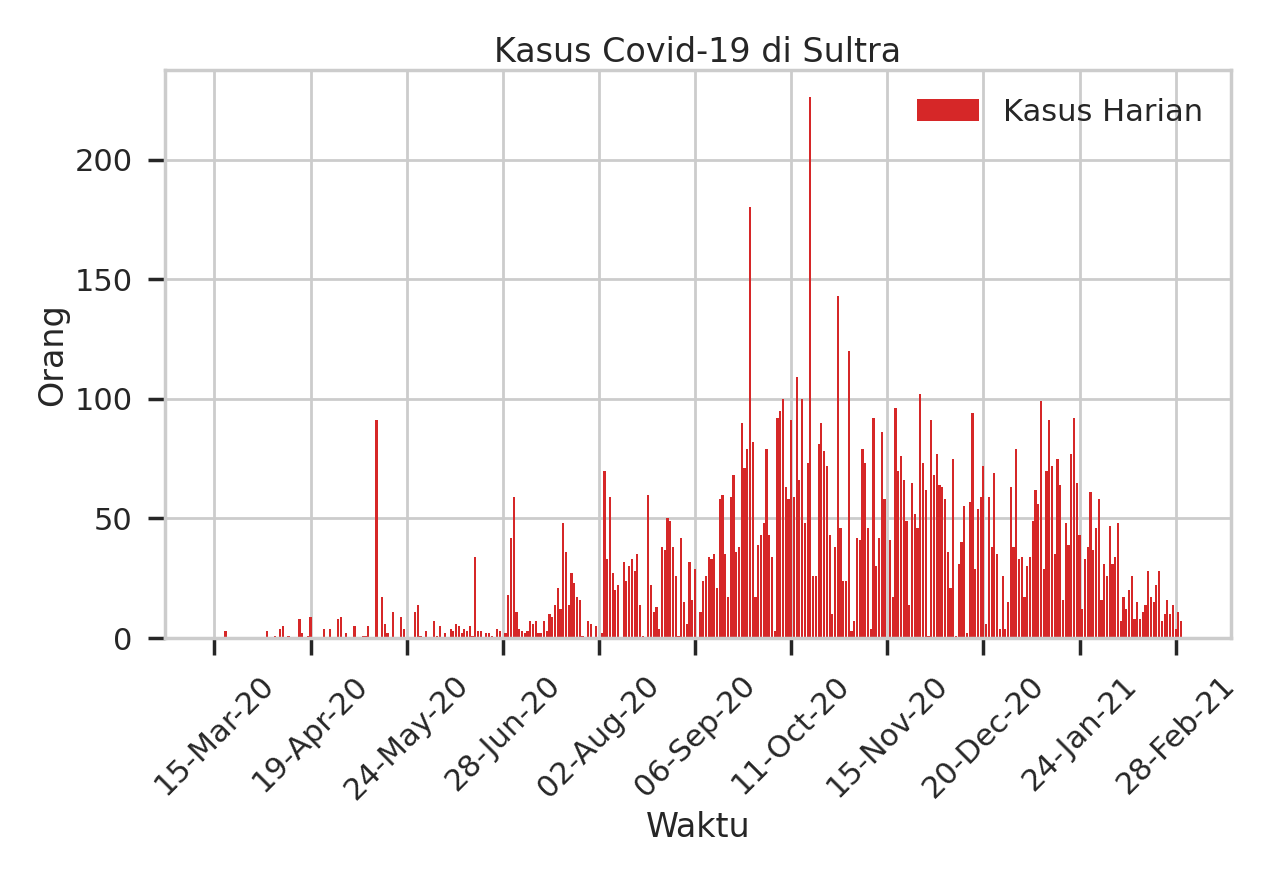 Kasus Covid-19 di Sultra
Kasus Harian
Orang
200
150
100
50
0
15-Mar-20
19-Apr-20
24-May-20
28-Jun-20
02-Aug-20
06-Sep-20
11-Oct-20
15-Nov-20
20-Dec-20
24-Jan-21
28-Feb-21
Waktu